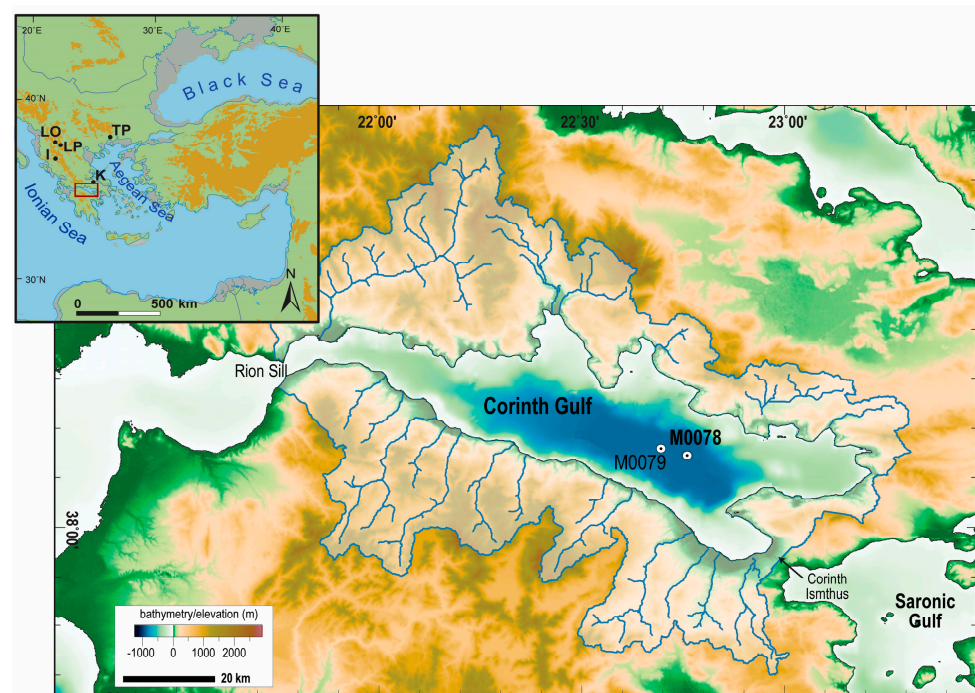 20°E
30°E
40°E
40°N
30°N
Black Sea
LO
LP
TP
I
K
Aegean Sea
Ionian Sea
N
0 500 km
22°00'
22°30'
23°00'
38°00'
Rion Sill
Corinth Gulf
M0078
M0079
Corinth
Ismthus
Saronic
Gulf
bathymetry/elevation (m)
-1000 0 1000 2000
20 km